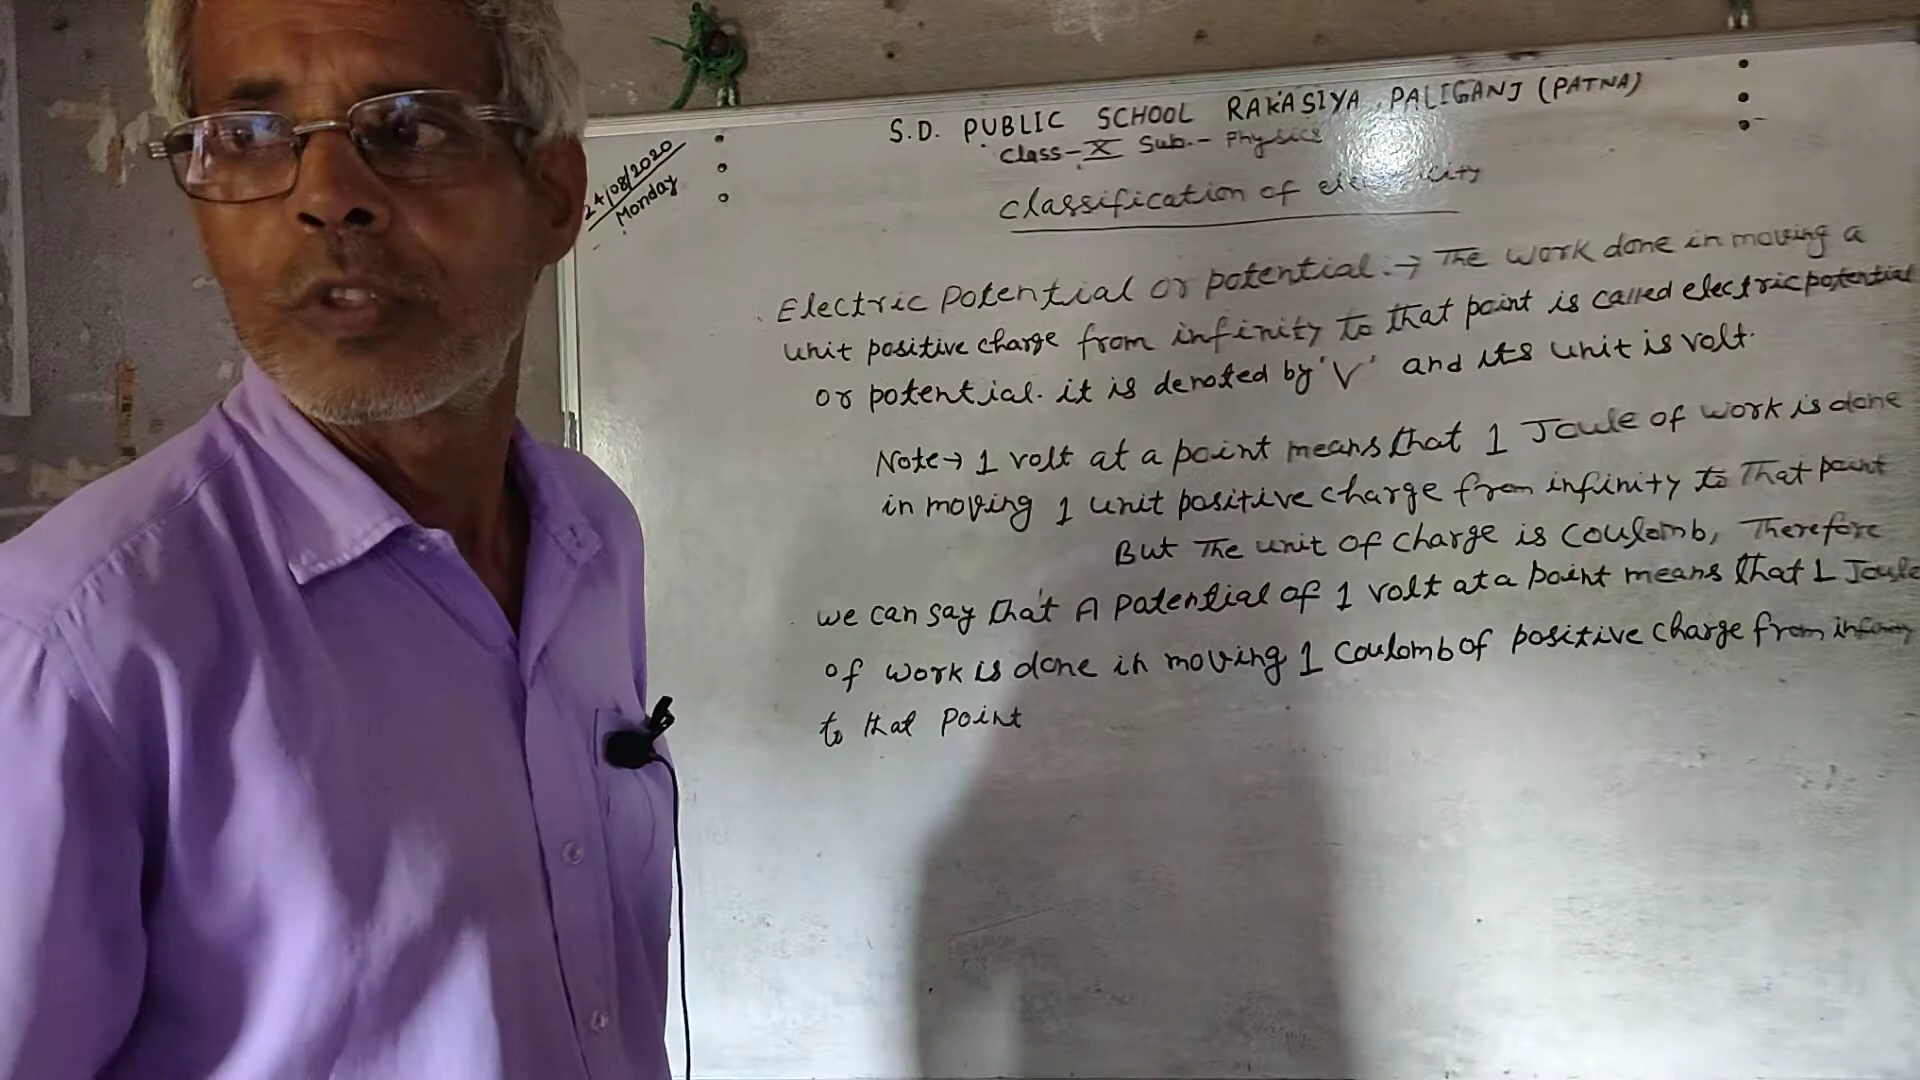 S.D. PUBLIC SCHOOL RAKASIYA, PALIGANJ (PATNA)
Class-X Sub.- Physics
24/08/2020
Monday
Classification of
Electric Potential or potential. → The work done in moving a
unit positive charge from infinity to that point is called electric potential
or potential. it is denoted by 'V' and its unit is volt.
Note → 1 volt at a point means that 1 Joule of work is done
in moving 1 unit positive charge from infinity to That point
But The unit of charge is Coulomb, Therefore
we can say that A potential of 1 volt at a point means that 1 Joule
of work is done in moving 1 Coulomb of positive charge from infinity
to that point